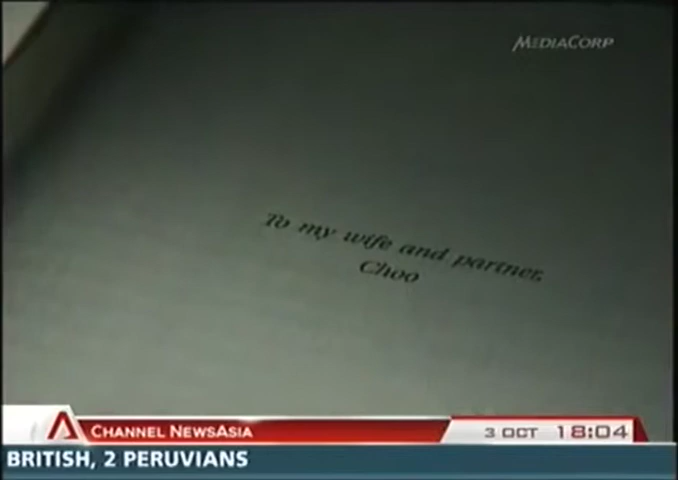 MEDIACORP
To my wife and partner,
Choo
CHANNEL NEWSASIA
3 OCT 18:04
BRITISH, 2 PERUVIANS